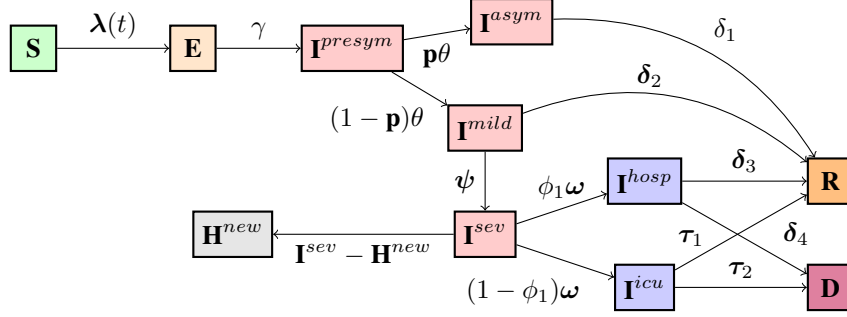 S
𝝀(t)
E
γ
I^{presym}
pθ
I^{asym}
δ₁
(1 − p)θ
I^{mild}
𝜹₂
𝝍
H^{new}
I^{sev} − H^{new}
I^{sev}
ϕ₁𝝎
I^{hosp}
𝜹₃
R
(1 − ϕ₁)𝝎
I^{icu}
𝝉₁
𝜹₄
𝝉₂
D